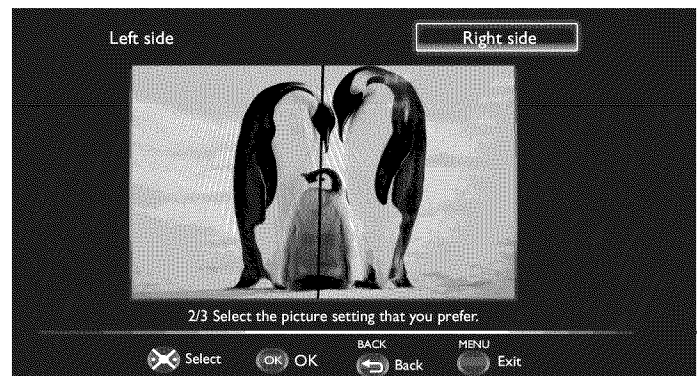 Left side
Right side
2/3 Select the picture setting that you prefer.
Select
OK OK
BACK Back
MENU Exit